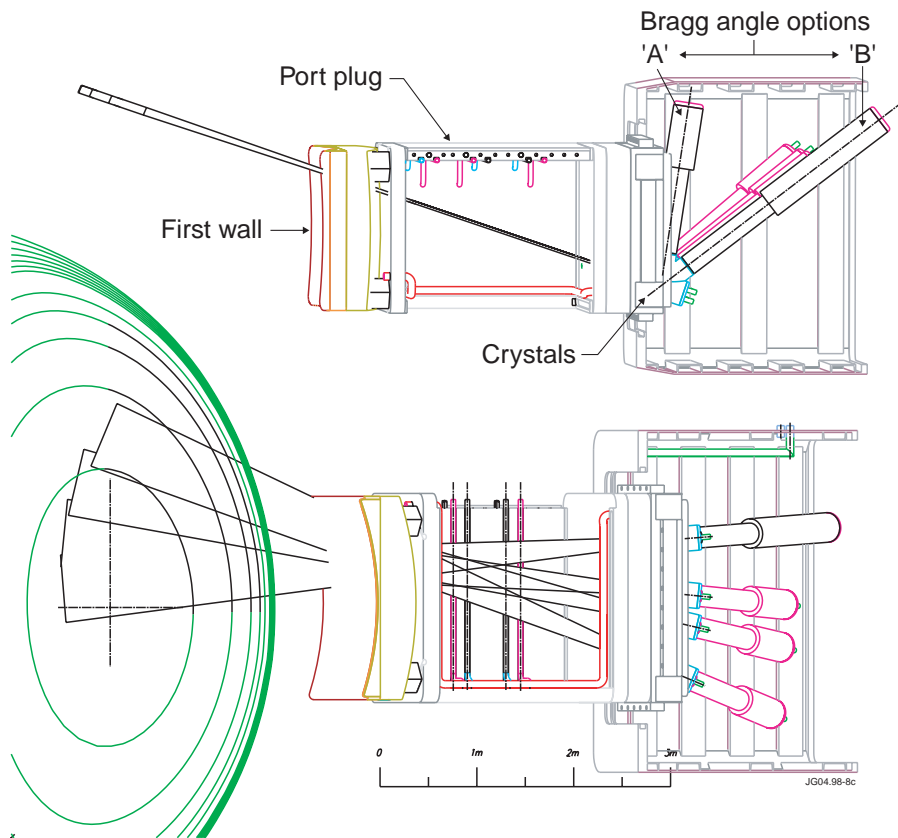 Bragg angle options
'A'
'B'
Port plug
First wall
Crystals
0
1m
2m
3m
JG04.98-8c